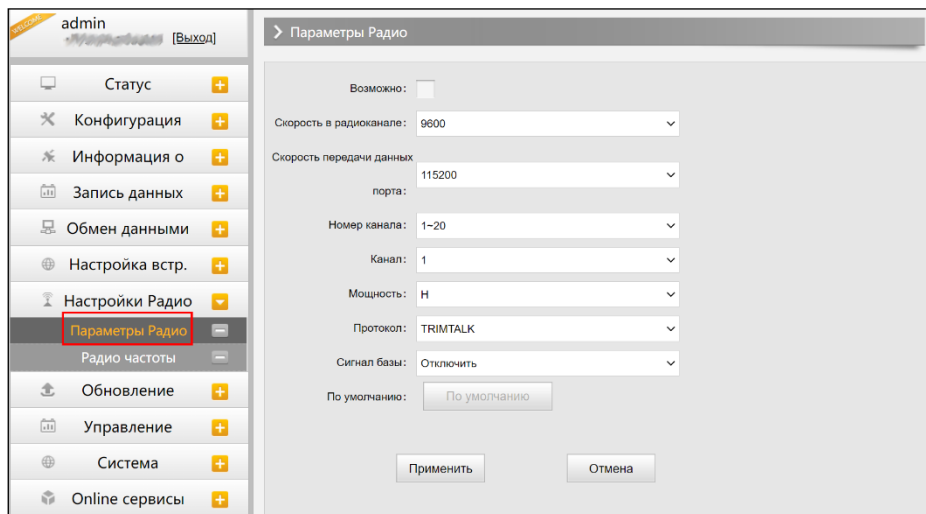 WELCOME
admin
[Выход]
Статус
Конфигурация
Информация о
Запись данных
Обмен данными
Настройка встр.
Настройки Радио
Параметры Радио
Радио частоты
Обновление
Управление
Система
Online сервисы
Параметры Радио
Возможно:
Скорость в радиоканале: 9600
Скорость передачи данных
порта: 115200
Номер канала: 1~20
Канал: 1
Мощность: H
Протокол: TRIMTALK
Сигнал базы: Отключить
По умолчанию: По умолчанию
Применить Отмена